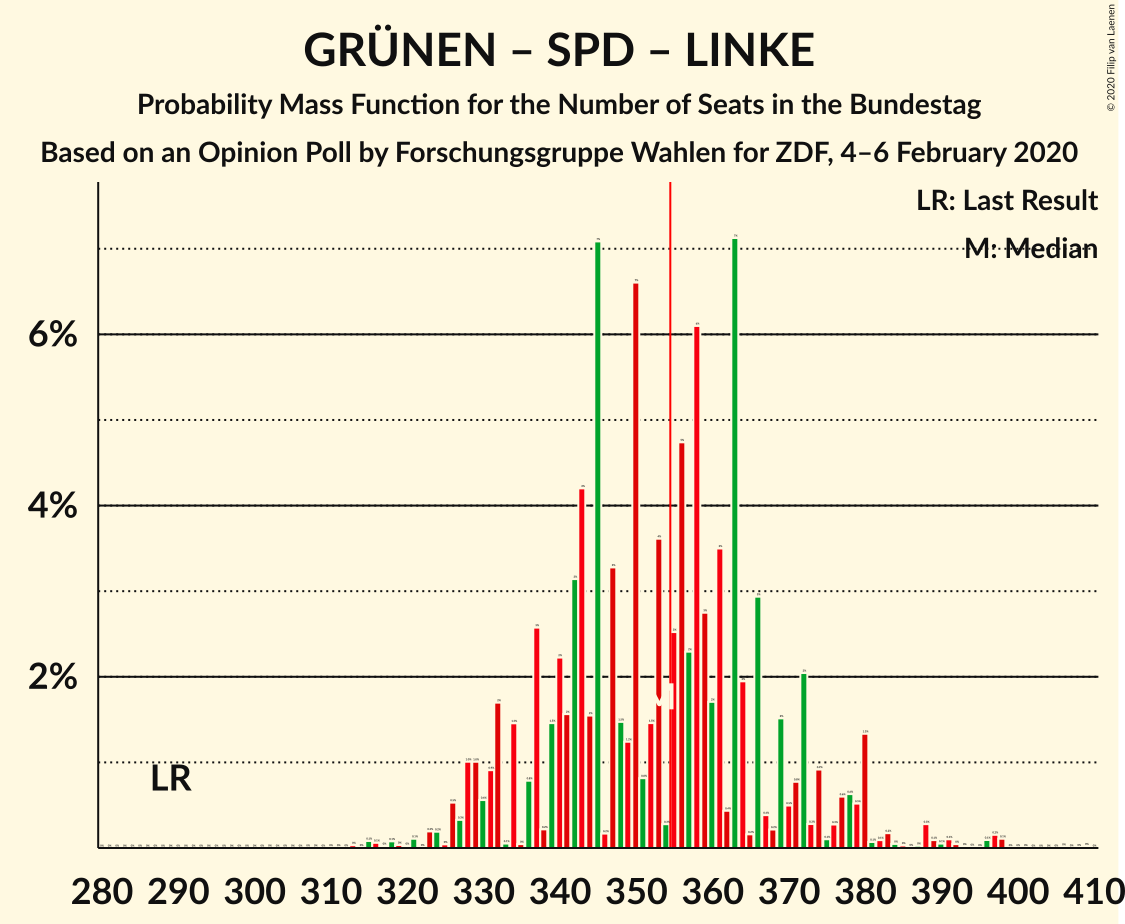 GRÜNEN – SPD – LINKE
Probability Mass Function for the Number of Seats in the Bundestag
Based on an Opinion Poll by Forschungsgruppe Wahlen for ZDF, 4–6 February 2020
© 2020 Filip van Laenen
LR: Last Result
M: Median
6%
4%
2%
LR
280 290 300 310 320 330 340 350 360 370 380 390 400 410